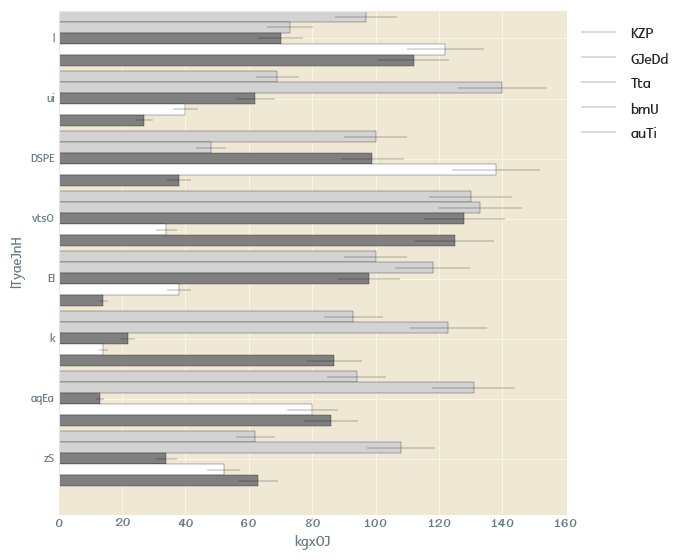 KZP
GJeDd
Tta
bmU
auTi
lTyaeJnH
l
ui
DSPE
vtsO
El
k
aqEa
zS
0 20 40 60 80 100 120 140 160
kgxOJ